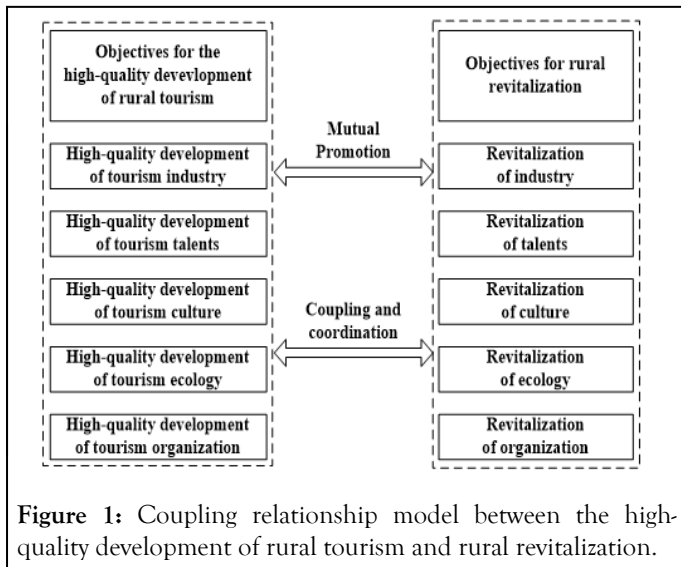 Objectives for the
high-quality devevlopment
of rural tourism
High-quality development
of tourism industry
High-quality development
of tourism talents
High-quality development
of tourism culture
High-quality development
of tourism ecology
High-quality development
of tourism organization
Mutual
Promotion
Coupling and
coordination
Objectives for rural
revitalization
Revitalization
of industry
Revitalization
of talents
Revitalization
of culture
Revitalization
of ecology
Revitalization
of organization
Figure 1: Coupling relationship model between the high-
quality development of rural tourism and rural revitalization.